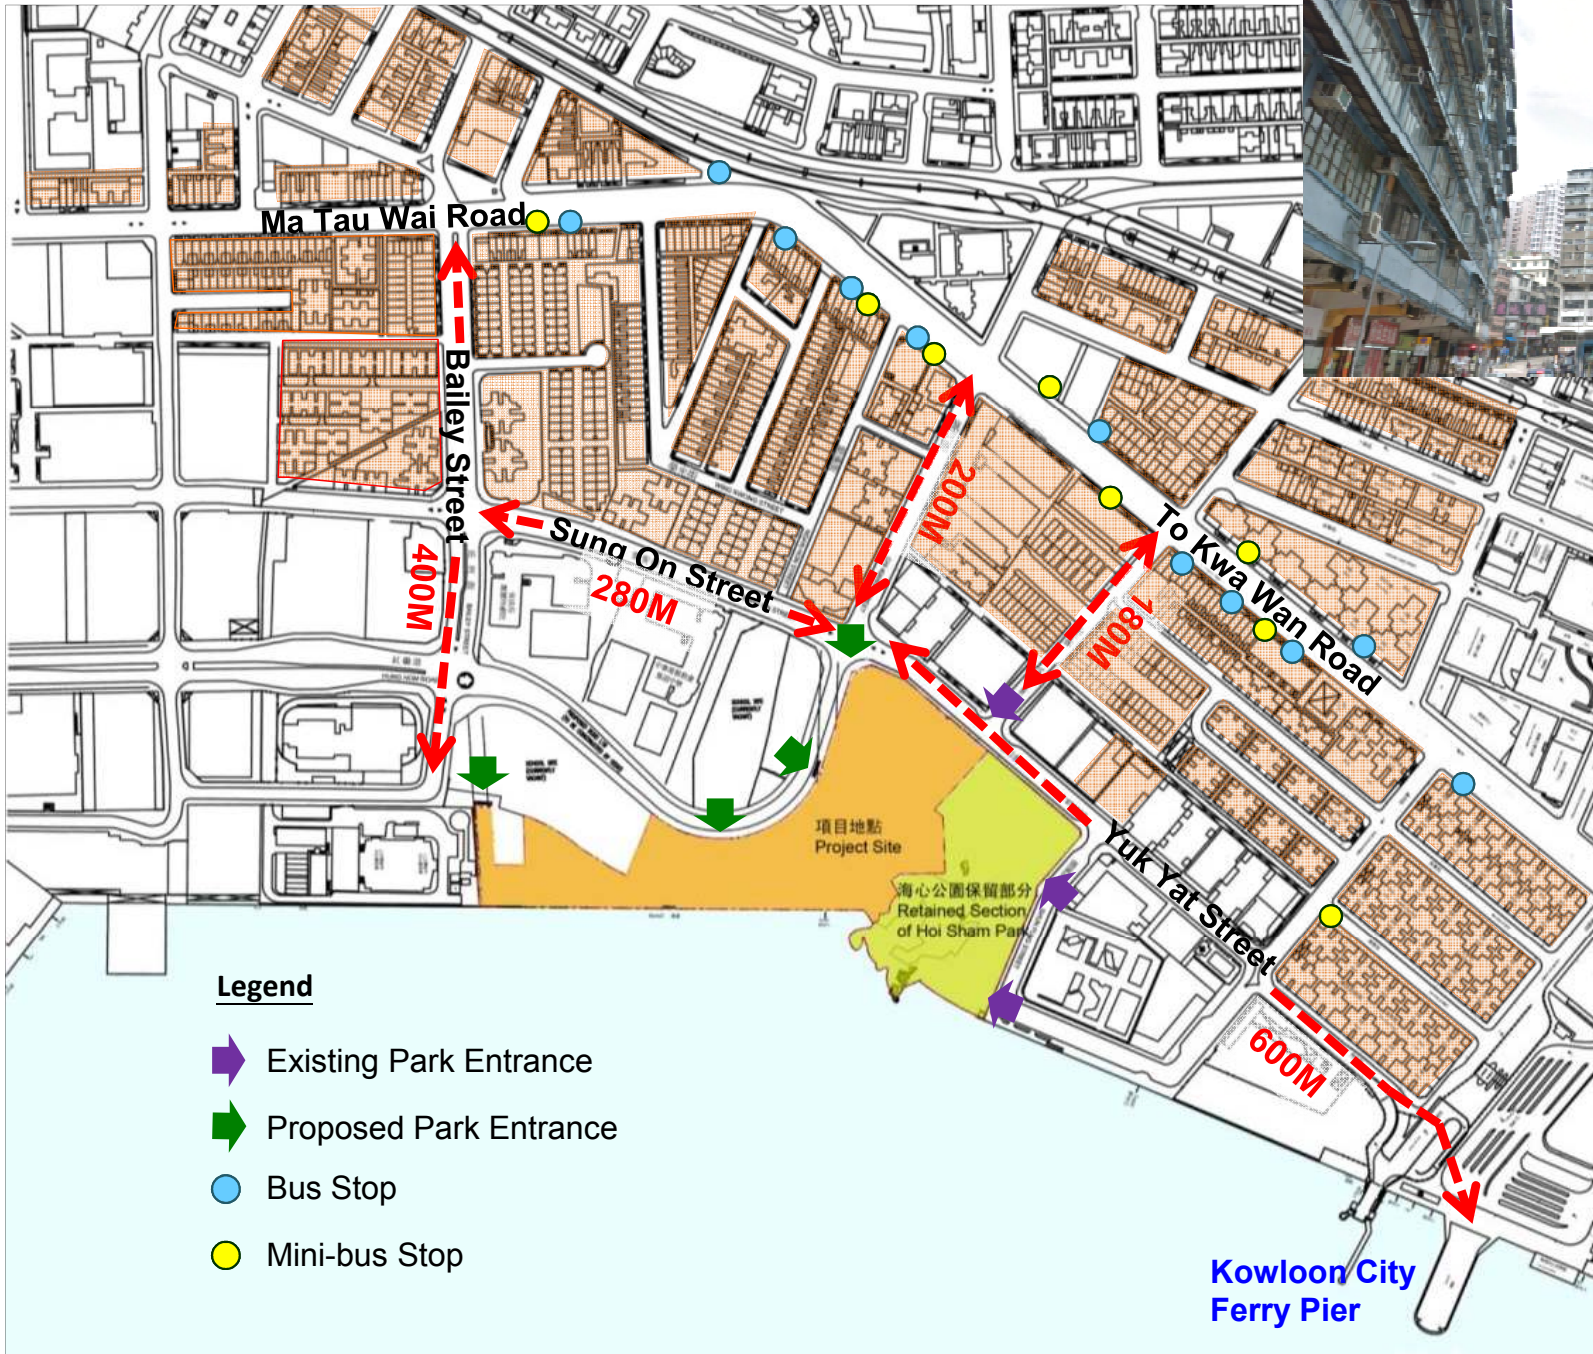 Ma Tau Wai Road
Bailey Street
400M
Sung On Street
280M
200M
180M
To Kwa Wan Road
項目地點
Project Site
海心公園保留部分
Retained Section
of Hoi Sham Park
Yuk Yat Street
600M
Legend
Existing Park Entrance
Proposed Park Entrance
Bus Stop
Mini-bus Stop
Kowloon City
Ferry Pier